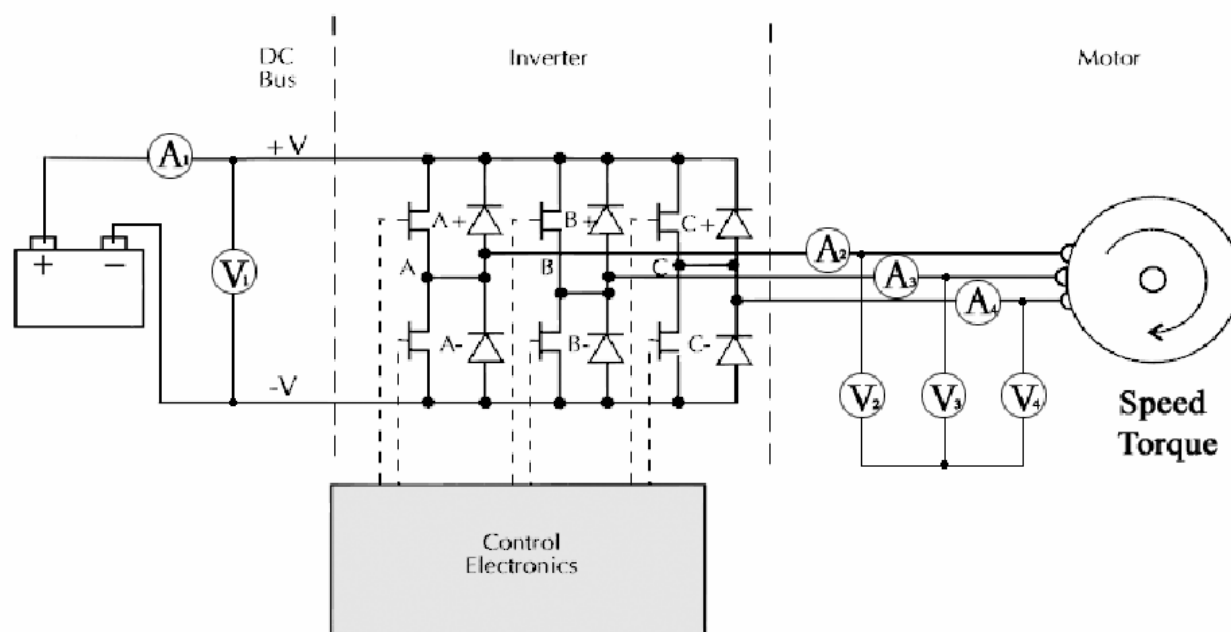 DC
Bus
Inverter
Motor
A1
+V
A+
B+
C+
+
−
V1
A
B
C
A2
A3
A4
A-
B-
C-
-V
V2
V3
V4
Speed
Torque
Control
Electronics